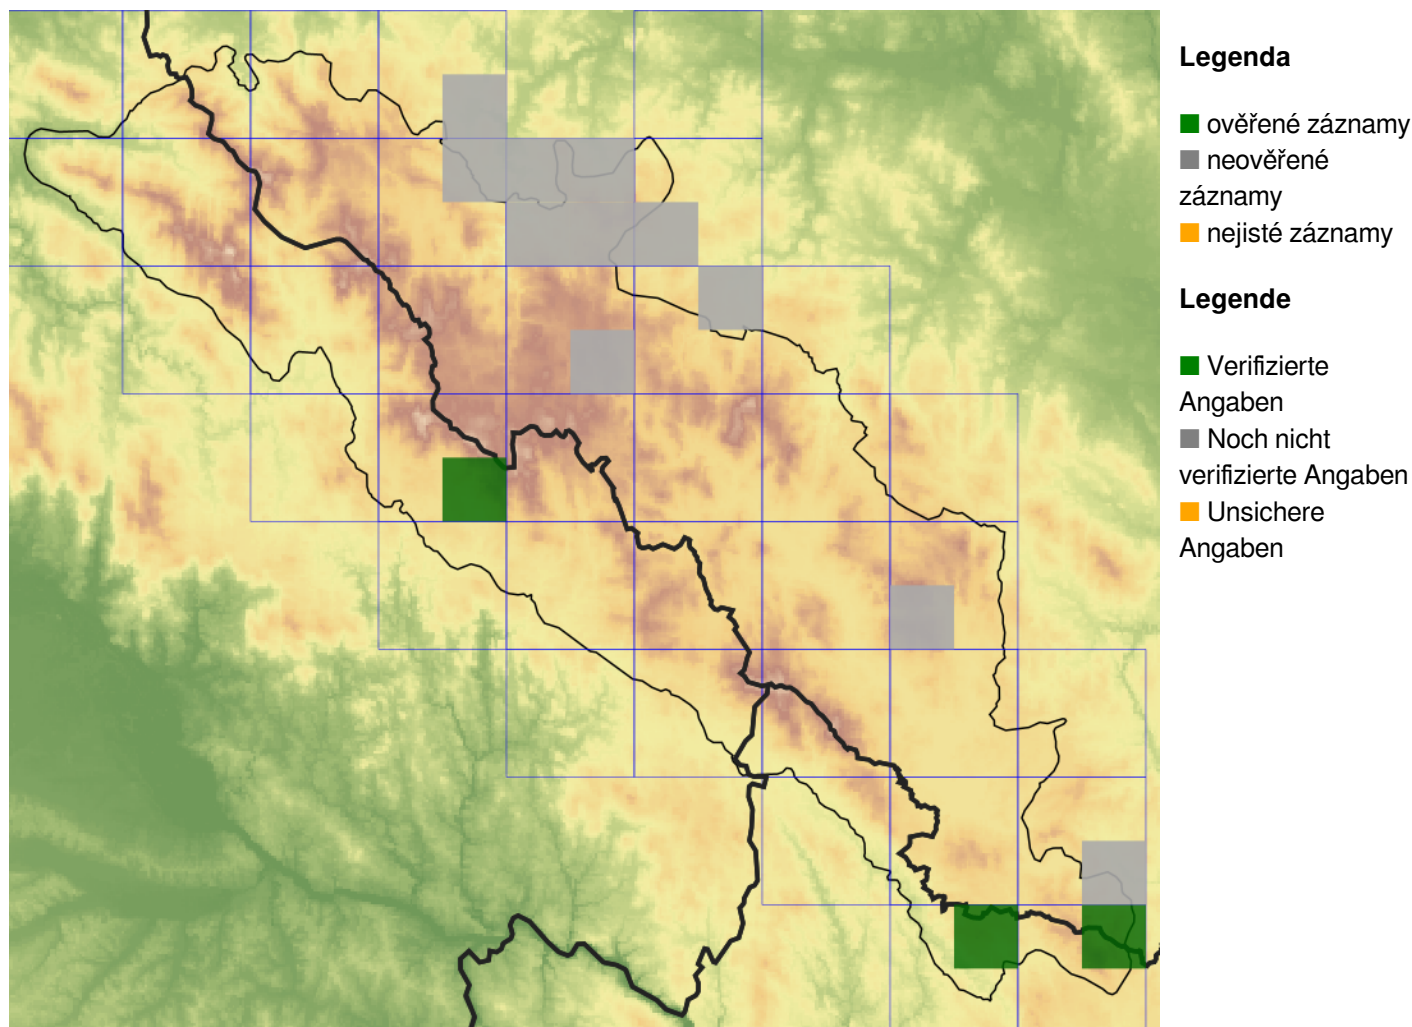 Legenda
ověřené záznamy
neověřené
záznamy
nejisté záznamy
Legende
Verifizierte
Angaben
Noch nicht
verifizierte Angaben
Unsichere
Angaben